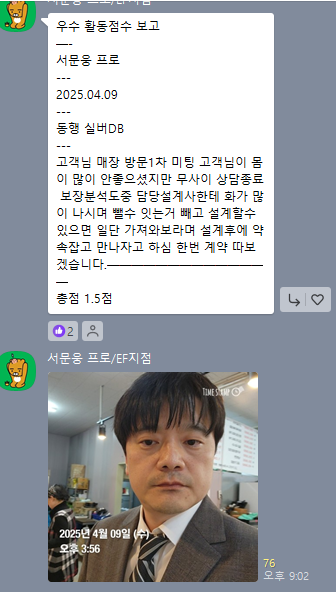 서문웅 프로/EF지점
우수 활동점수 보고
—-
서문웅 프로
---
2025.04.09
---
동행 실버DB
---
고객님 매장 방문1차 미팅 고객님이 몸
이 많이 안좋으셨지만 무사이 상담종료
보장분석도중 담당설계사한테 화가 많
이 나시며 뺄수 잇는거 빼고 설계할수
있으면 일단 가져와보라며 설계후에 약
속잡고 만나자고 하심 한번 계약 따보
겠습니다.————————————
—
총점 1.5점
2
서문웅 프로/EF지점
TIME STAMP
2025년 4월 09일 (수)
오후 3:56
76
오후 9:02